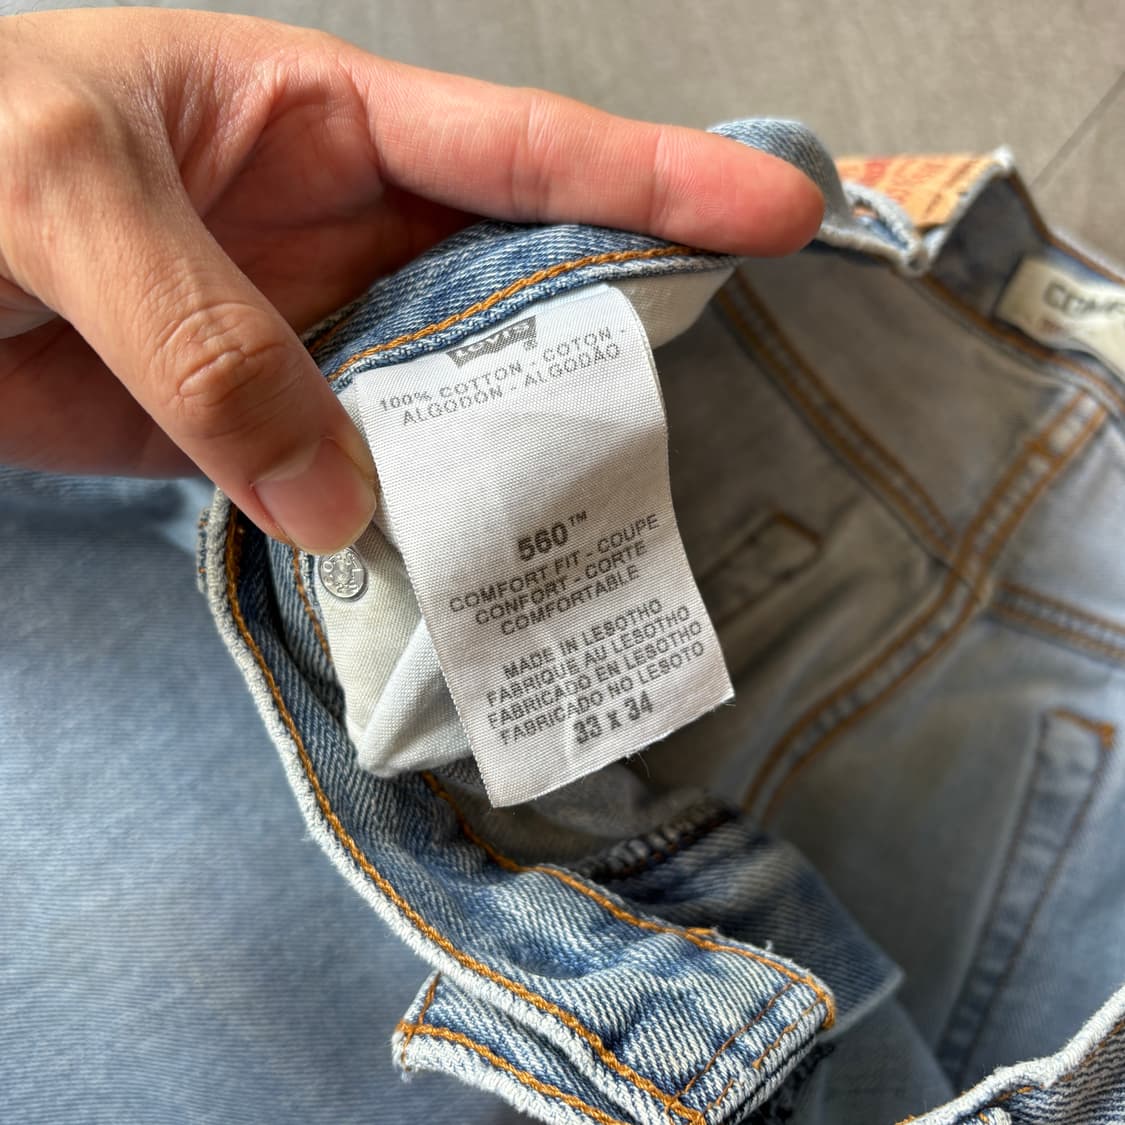 Levi's ®
100% COTTON - COTON -
ALGODON - ALGODÃO
560™
COMFORT FIT - COUPE
CONFORT - CORTE
COMFORTABLE
MADE IN LESOTHO
FABRIQUE AU LESOTHO
FABRICADO EN LESOTHO
FABRICADO NO LESOTO
33 x 34